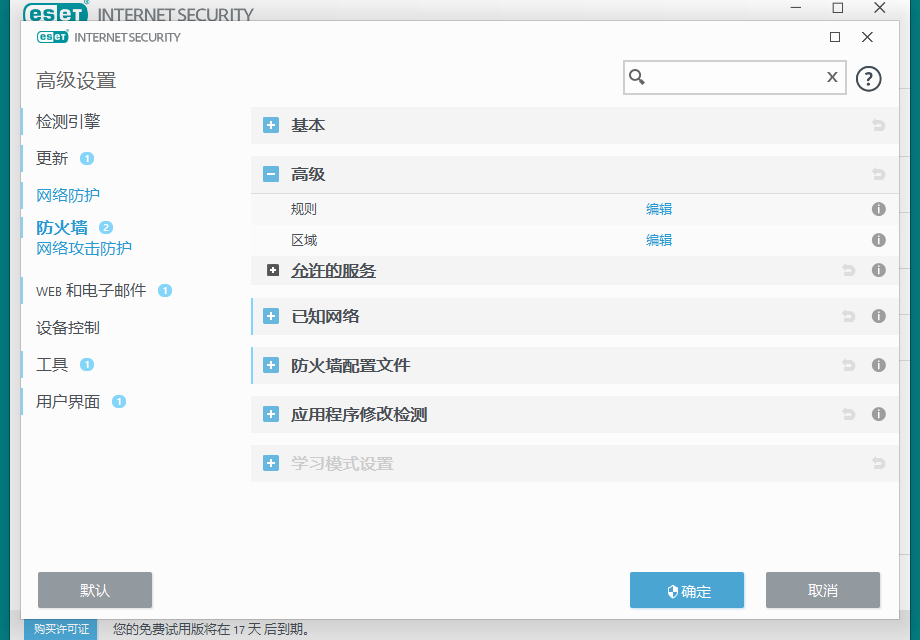 eset INTERNET SECURITY
eset INTERNET SECURITY
高级设置
x ?
检测引擎
更新 1
网络防护
防火墙 2
网络攻击防护
WEB 和电子邮件 1
设备控制
工具 1
用户界面 1
基本
高级
规则 编辑
区域 编辑
允许的服务
已知网络
防火墙配置文件
应用程序修改检测
学习模式设置
默认 确定 取消
购买许可证 您的免费试用版将在 17 天 后到期。